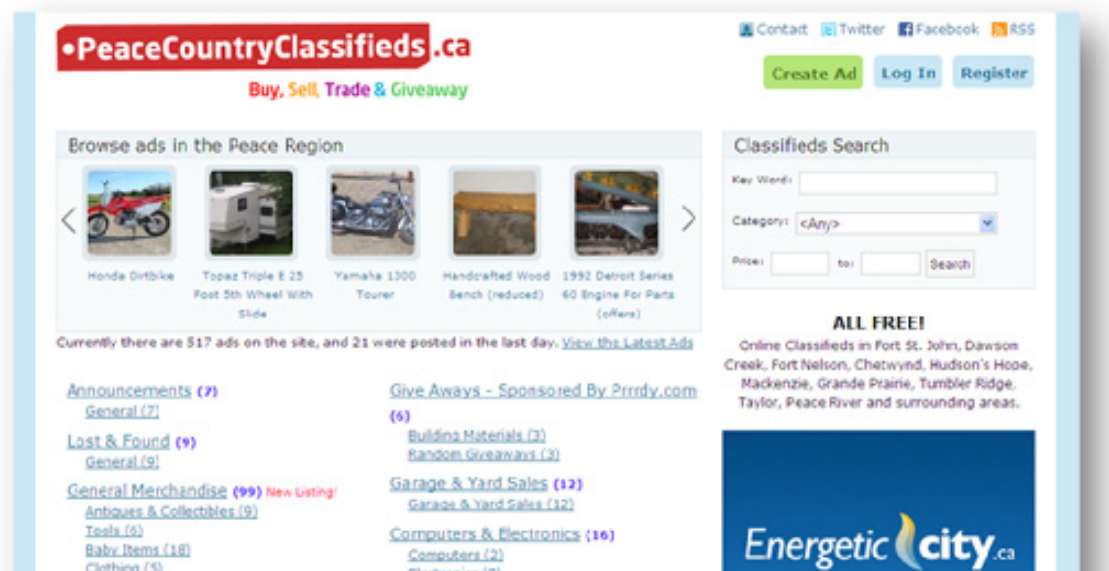 •PeaceCountryClassifieds.ca
Buy, Sell, Trade & Giveaway
Contact Twitter Facebook RSS
Create Ad Log In Register
Browse ads in the Peace Region
Honda Dirtbike
Topaz Triple E 25
Foot 5th Wheel With
Slide
Yamaha 1300
Tourer
Handcrafted Wood
Bench (reduced)
1992 Detroit Series
60 Engine For Parts
(offers)
Currently there are 517 ads on the site, and 21 were posted in the last day. View the Latest Ads
Classifieds Search
Key Word:
Category: <Any>
Price: to: Search
ALL FREE!
Online Classifieds in Fort St. John, Dawson
Creek, Fort Nelson, Chetwynd, Hudson's Hope,
Mackenzie, Grande Prairie, Tumbler Ridge,
Taylor, Peace River and surrounding areas.
Announcements (7)
General (7)
Lost & Found (9)
General (9)
General Merchandise (99) New Listing!
Antiques & Collectibles (9)
Tools (6)
Baby Items (18)
Clothing (5)
Give Aways - Sponsored By Prrrdy.com
(6)
Building Materials (3)
Random Giveaways (3)
Garage & Yard Sales (12)
Garage & Yard Sales (12)
Computers & Electronics (16)
Computers (2)
Electronics (7)
Energetic city.ca